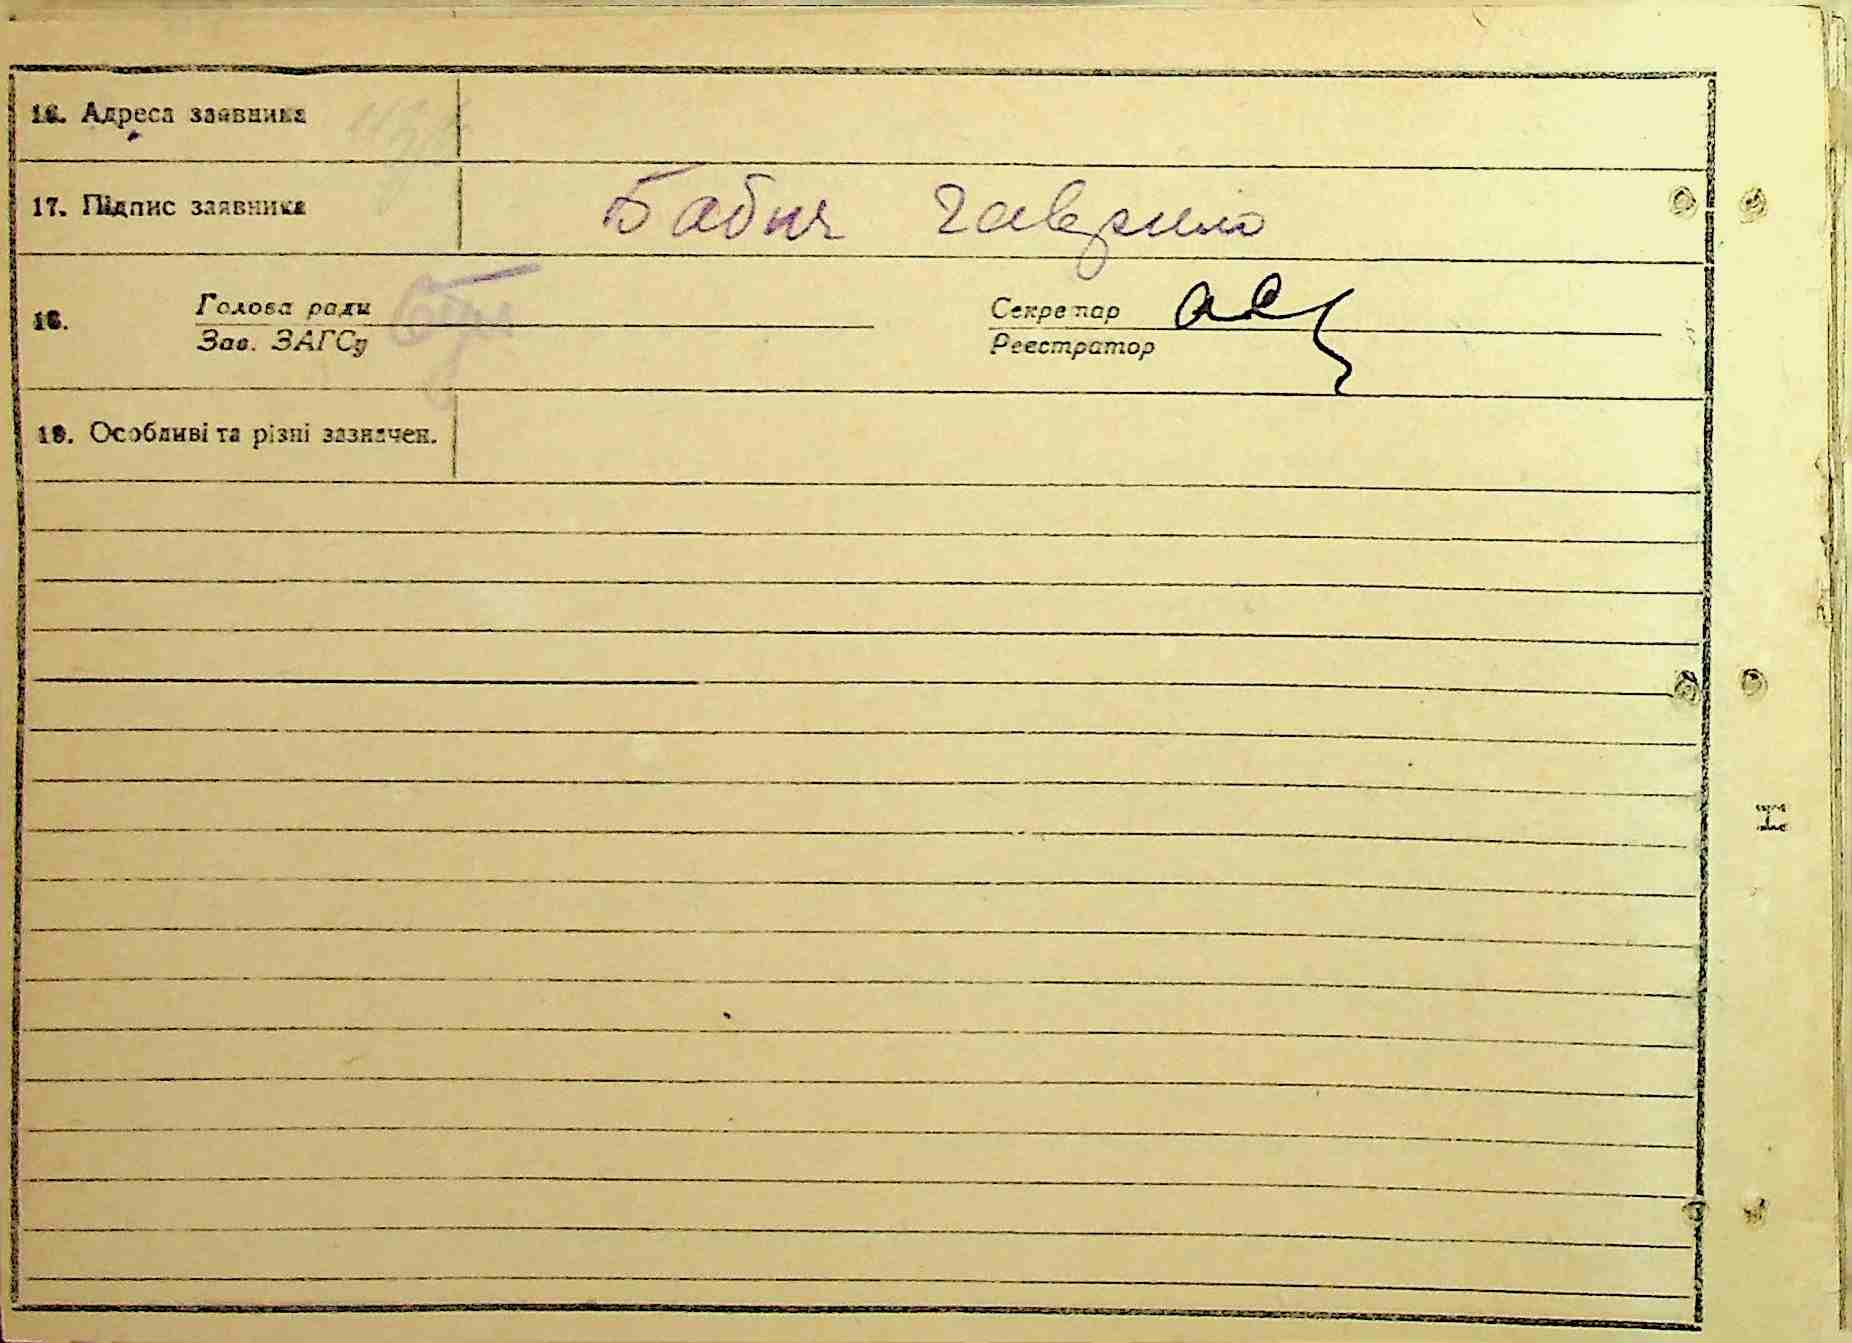 16. Адреса заявника
17. Підпис заявника Бабич Гаврило
18. Голова ради Секретар
Зав. ЗАГСу Реєстратор
19. Особливі та різні зазначен.